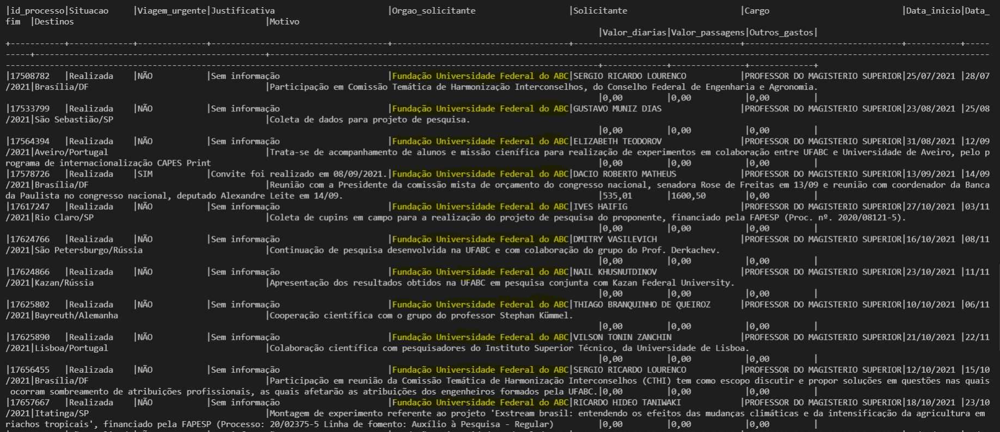 |id_processo|Situacao     |Viagem_urgente|Justificativa                       |Orgao_solicitante                   |Solicitante                       |Cargo                         |Data_inicio|Data_
fim  |Destinos                                       |Motivo
|Valor_diarias|Valor_passagens|Outros_gastos|
+-----------+-------------+--------------+------------------------------------+------------------------------------+----------------------------------+--------------------------------+-----------+-----
-----+-----------------------------------------------+--------------------------------------------------------------------------------------------------------------------------------------------------
-------------------------------------------------------------------------------------------------------------------------+-------------+---------------+-------------+
|17508782   |Realizada    |NÃO           |Sem informação                      |Fundação Universidade Federal do ABC|SERGIO RICARDO LOURENCO           |PROFESSOR DO MAGISTERIO SUPERIOR|25/07/2021 |28/07
/2021|Brasília/DF                                    |Participação em Comissão Temática de Harmonização Interconselhos, do Conselho Federal de Engenharia e Agronomia.
|0,00         |0,00           |0,00         |
|17533799   |Realizada    |NÃO           |Sem informação                      |Fundação Universidade Federal do ABC|GUSTAVO MUNIZ DIAS                |PROFESSOR DO MAGISTERIO SUPERIOR|23/08/2021 |25/08
/2021|São Sebastião/SP                               |Coleta de dados para projeto de pesquisa.
|0,00         |0,00           |0,00         |
|17564394   |Realizada    |NÃO           |Sem informação                      |Fundação Universidade Federal do ABC|ELIZABETH TEODOROV                |PROFESSOR DO MAGISTERIO SUPERIOR|31/08/2021 |12/09
/2021|Aveiro/Portugal                                |Trata-se de acompanhamento de alunos e missão cienífica para realização de experimentos em colaboração entre UFABC e Universidade de Aveiro, pelo p
rograma de internacionalização CAPES Print |0,00         |0,00           |0,00         |
|17578726   |Realizada    |SIM           |Convite foi realizado em 08/09/2021.|Fundação Universidade Federal do ABC|DACIO ROBERTO MATHEUS             |PROFESSOR DO MAGISTERIO SUPERIOR|13/09/2021 |14/09
/2021|Brasília/DF                                    |Reunião com a Presidente da comissão mista de orçamento do congresso nacional, senadora Rose de Freitas em 13/09 e reunião com coordenador da Banca
da Paulista no congresso nacional, deputado Alexandre Leite em 14/09. |535,01       |1600,50        |0,00         |
|17617247   |Realizada    |NÃO           |Sem informação                      |Fundação Universidade Federal do ABC|IVES HAIFIG                       |PROFESSOR DO MAGISTERIO SUPERIOR|27/10/2021 |03/11
/2021|Rio Claro/SP                                   |Coleta de cupins em campo para a realização do projeto de pesquisa do proponente, financiado pela FAPESP (Proc. nº. 2020/08121-5).
|0,00         |0,00           |0,00         |
|17624766   |Realizada    |NÃO           |Sem informação                      |Fundação Universidade Federal do ABC|DMITRY VASILEVICH                 |PROFESSOR DO MAGISTERIO SUPERIOR|16/10/2021 |08/11
/2021|São Petersburgo/Rússia                         |Continuação de pesquisa desenvolvida na UFABC e com colaboração do grupo do Prof. Derkachev.
|0,00         |0,00           |0,00         |
|17624866   |Realizada    |NÃO           |Sem informação                      |Fundação Universidade Federal do ABC|NAIL KHUSNUTDINOV                 |PROFESSOR DO MAGISTERIO SUPERIOR|23/10/2021 |11/11
/2021|Kazan/Rússia                                   |Apresentação dos resultados obtidos na UFABC em pesquisa conjunta com Kazan Federal University.
|0,00         |0,00           |0,00         |
|17625802   |Realizada    |NÃO           |Sem informação                      |Fundação Universidade Federal do ABC|THIAGO BRANQUINHO DE QUEIROZ      |PROFESSOR DO MAGISTERIO SUPERIOR|10/10/2021 |06/11
/2021|Bayreuth/Alemanha                              |Cooperação científica com o grupo do professor Stephan Kümmel.
|0,00         |0,00           |0,00         |
|17625890   |Realizada    |NÃO           |Sem informação                      |Fundação Universidade Federal do ABC|VILSON TONIN ZANCHIN              |PROFESSOR DO MAGISTERIO SUPERIOR|21/10/2021 |22/11
/2021|Lisboa/Portugal                                |Colaboração científica com pesquisadores do Instituto Superior Técnico, da Universidade de Lisboa.
|0,00         |0,00           |0,00         |
|17656455   |Realizada    |NÃO           |Sem informação                      |Fundação Universidade Federal do ABC|SERGIO RICARDO LOURENCO           |PROFESSOR DO MAGISTERIO SUPERIOR|12/10/2021 |15/10
/2021|Brasília/DF                                    |Participação em reunião da Comissão Temática de Harmonização Interconselhos (CTHI) tem como escopo discutir e propor soluções em questões nas quais
ocorram sombreamento de atribuições profissionais, as quais afetarão as atribuições dos engenheiros formados pela UFABC.|0,00         |0,00           |0,00         |
|17657667   |Realizada    |NÃO           |Sem informação                      |Fundação Universidade Federal do ABC|RICARDO HIDEO TANIWAKI            |PROFESSOR DO MAGISTERIO SUPERIOR|18/10/2021 |23/10
/2021|Itatinga/SP                                    |Montagem de experimento referente ao projeto 'Exstream brasil: entendendo os efeitos das mudanças climáticas e da intensificação da agricultura em
riachos tropicais', financiado pela FAPESP (Processo: 20/02375-5 Linha de fomento: Auxílio à Pesquisa - Regular) |0,00         |0,00           |0,00         |